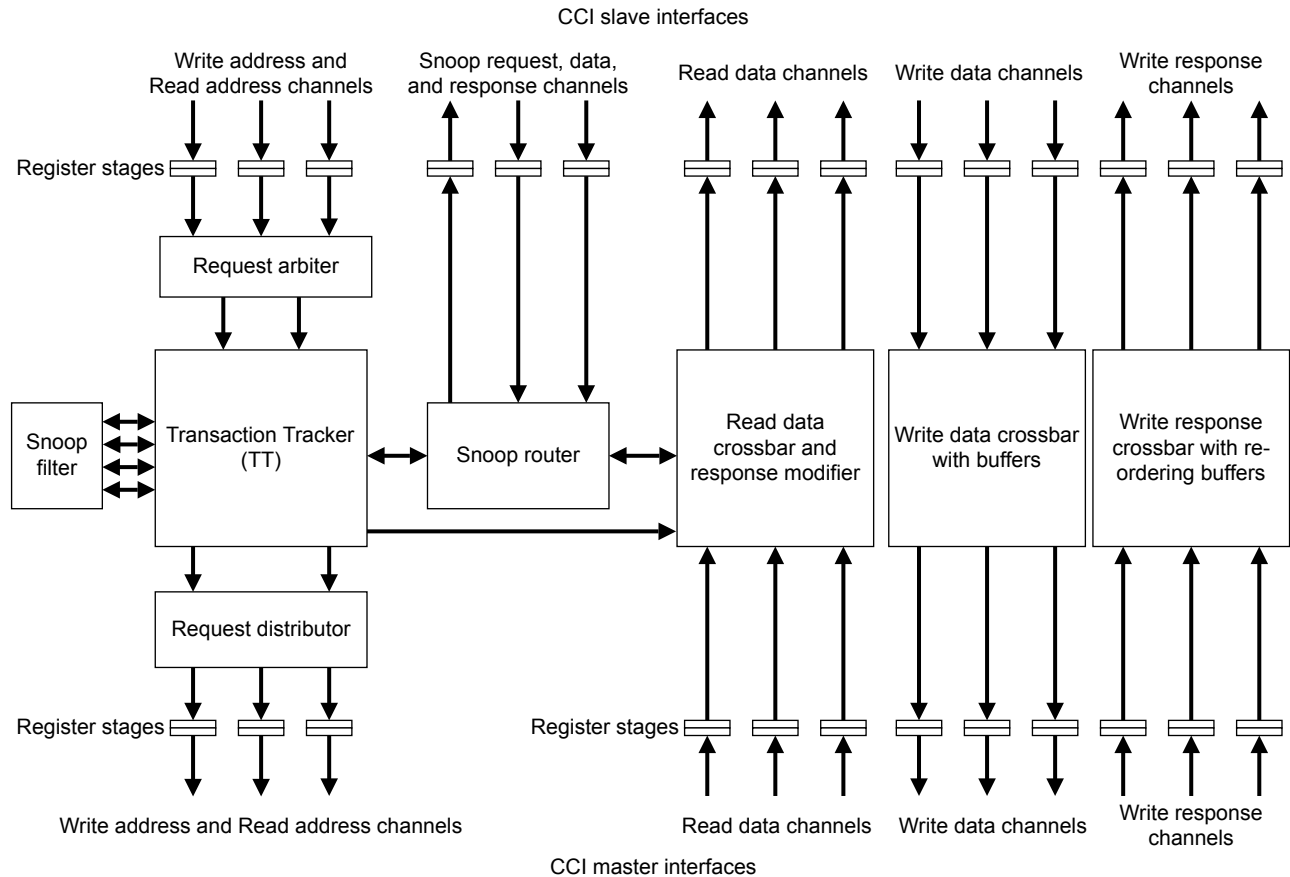 CCI slave interfaces
Write address and
Read address channels
Snoop request, data,
and response channels
Read data channels
Write data channels
Write response
channels
Register stages
Request arbiter
Snoop
filter
Transaction Tracker
(TT)
Snoop router
Read data
crossbar and
response modifier
Write data crossbar
with buffers
Write response
crossbar with re-
ordering buffers
Request distributor
Register stages
Register stages
Write address and Read address channels
Read data channels
Write data channels
Write response
channels
CCI master interfaces